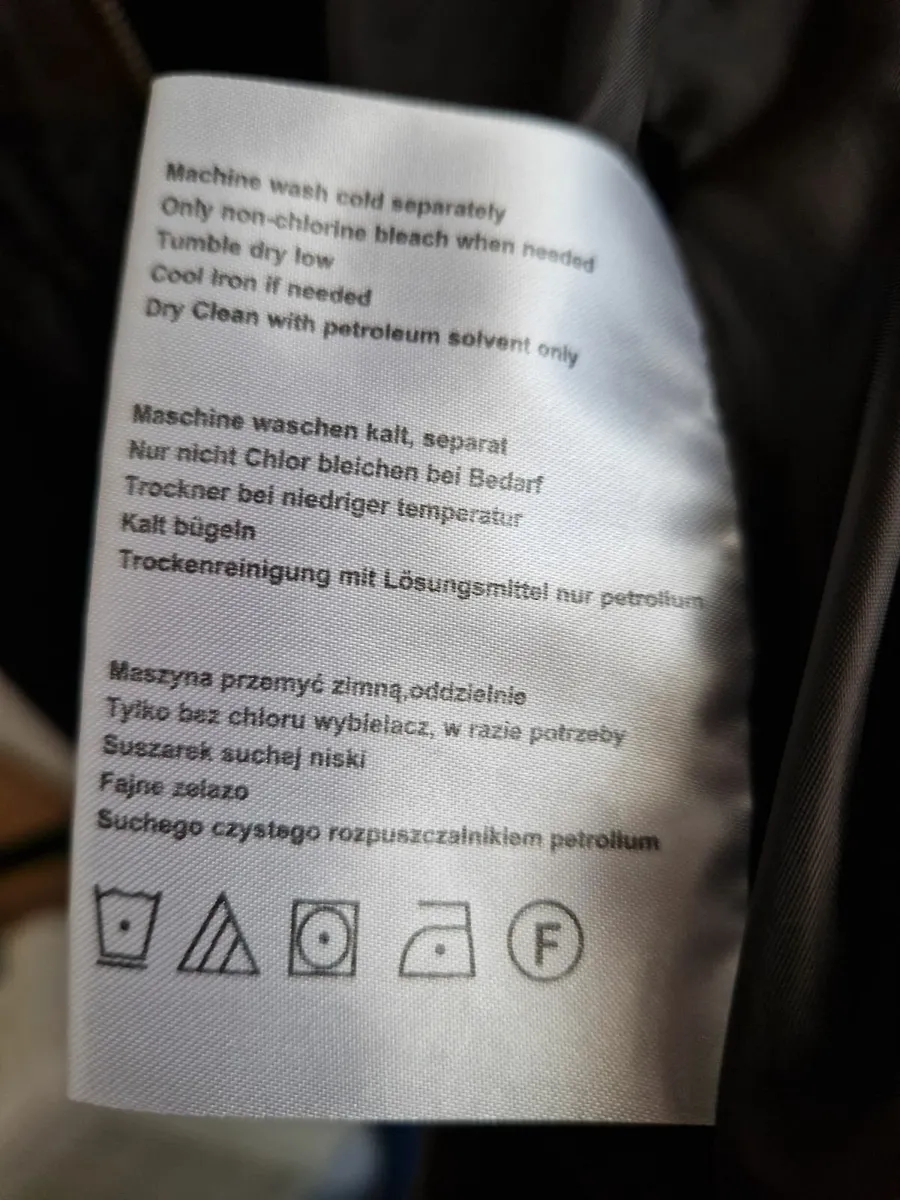 Machine wash cold separately
Only non-chlorine bleach when needed
Tumble dry low
Cool Iron if needed
Dry Clean with petroleum solvent only
Maschine waschen kalt, separat
Nur nicht Chlor bleichen bei Bedarf
Trockner bei niedriger temperatur
Kalt bügeln
Trockenreinigung mit Lösungsmittel nur petrolium
Maszyna przemyć zimną,oddzielnie
Tylko bez chloru wybielacz, w razie potrzeby
Suszarek suchej niski
Fajne zelazo
Suchego czystego rozpuszczalnikiem petrolium
F